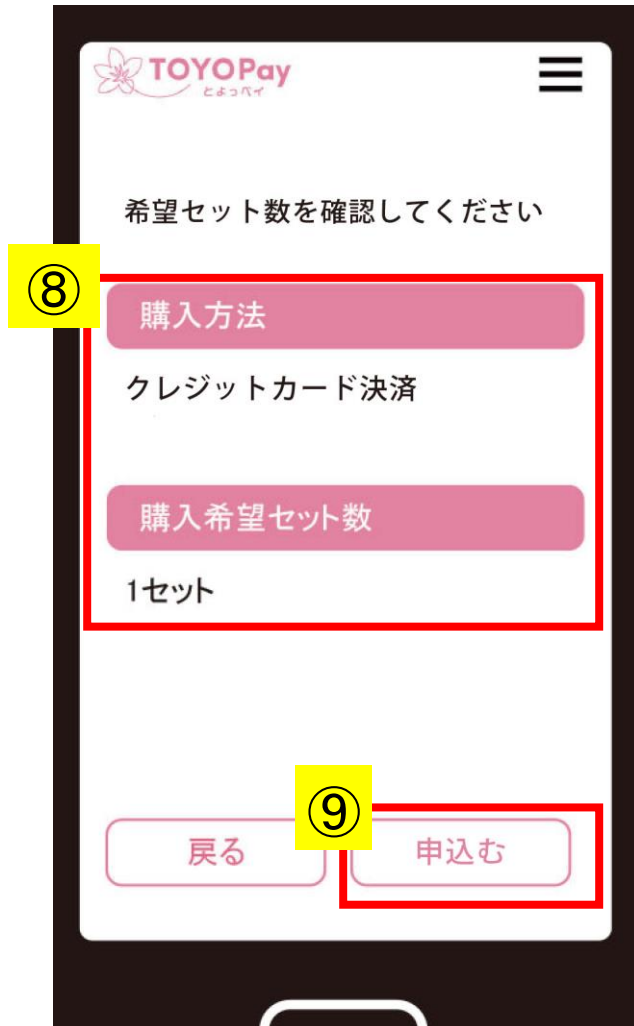 TOYOPay
とよっペイ
希望セット数を確認してください
⑧
購入方法
クレジットカード決済
購入希望セット数
1セット
⑨
戻る
申込む